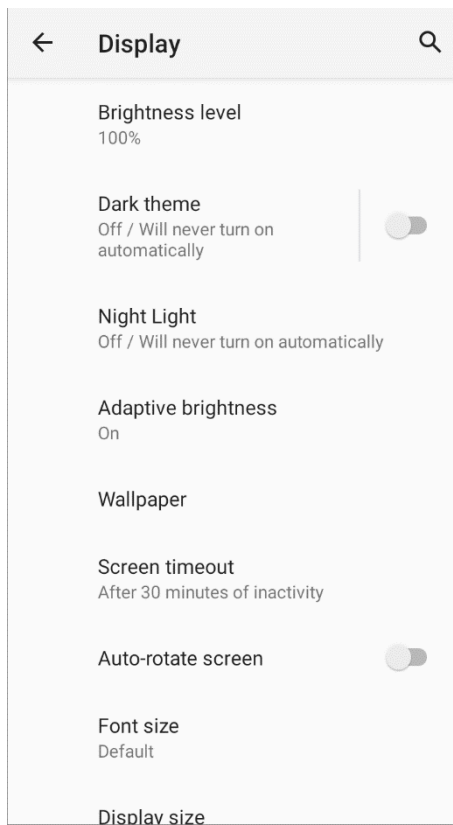 Display
Brightness level
100%
Dark theme
Off / Will never turn on
automatically
Night Light
Off / Will never turn on automatically
Adaptive brightness
On
Wallpaper
Screen timeout
After 30 minutes of inactivity
Auto-rotate screen
Font size
Default
Display size